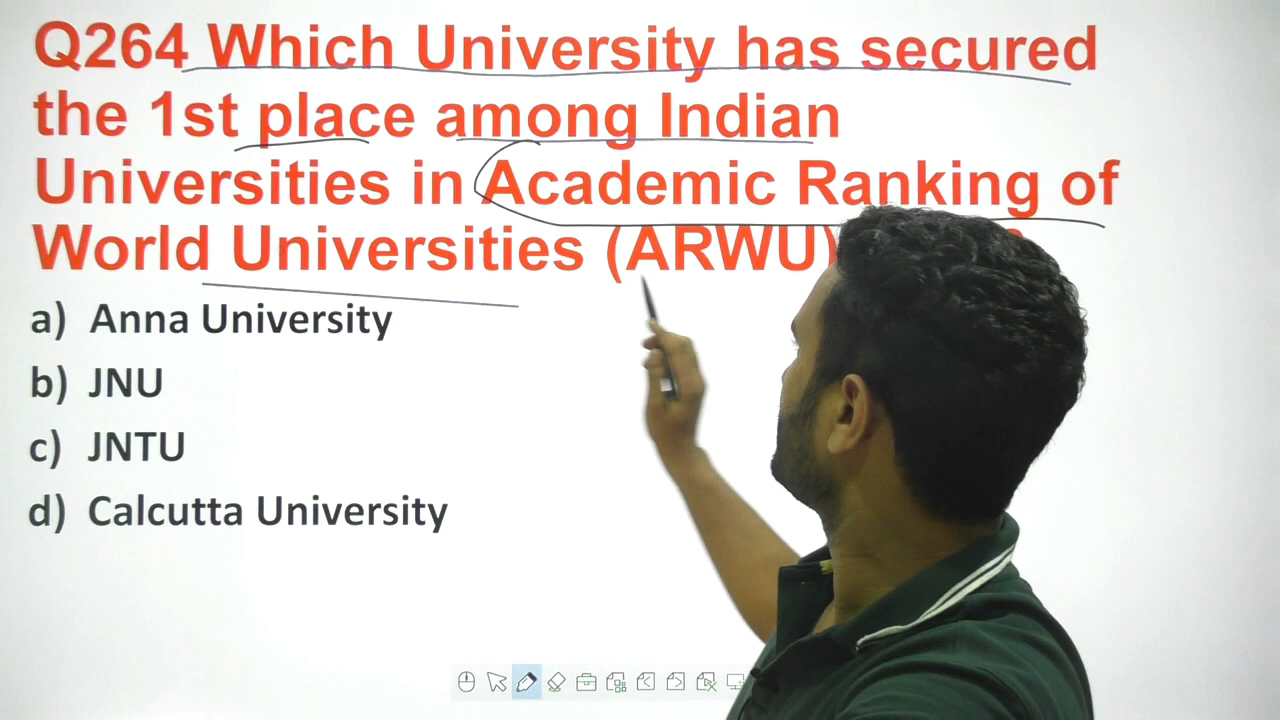 Q264 Which University has secured
the 1st place among Indian
Universities in Academic Ranking of
World Universities (ARWU)
a) Anna University
b) JNU
c) JNTU
d) Calcutta University